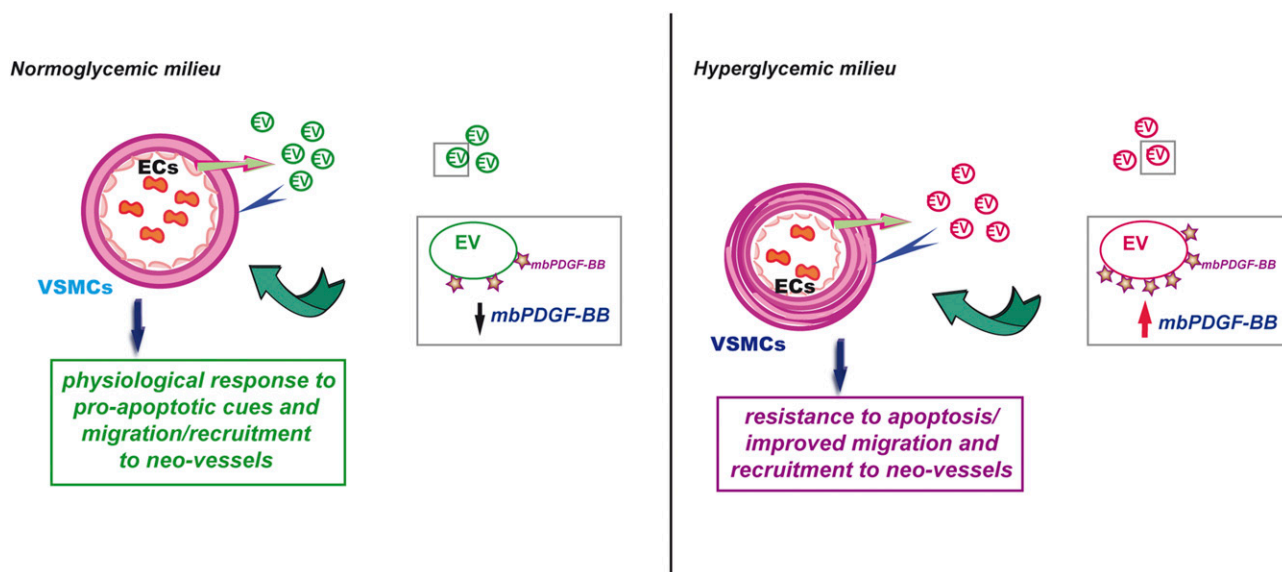 Normoglycemic milieu
EV
EV
EV
EV
EV
EV
ECs
VSMCs
EV
EV
EV
EV
mbPDGF-BB
mbPDGF-BB
physiological response to
pro-apoptotic cues and
migration/recruitment
to neo-vessels
Hyperglycemic milieu
EV
EV
EV
EV
EV
ECs
VSMCs
EV
EV
EV
EV
mbPDGF-BB
mbPDGF-BB
resistance to apoptosis/
improved migration and
recruitment to neo-vessels